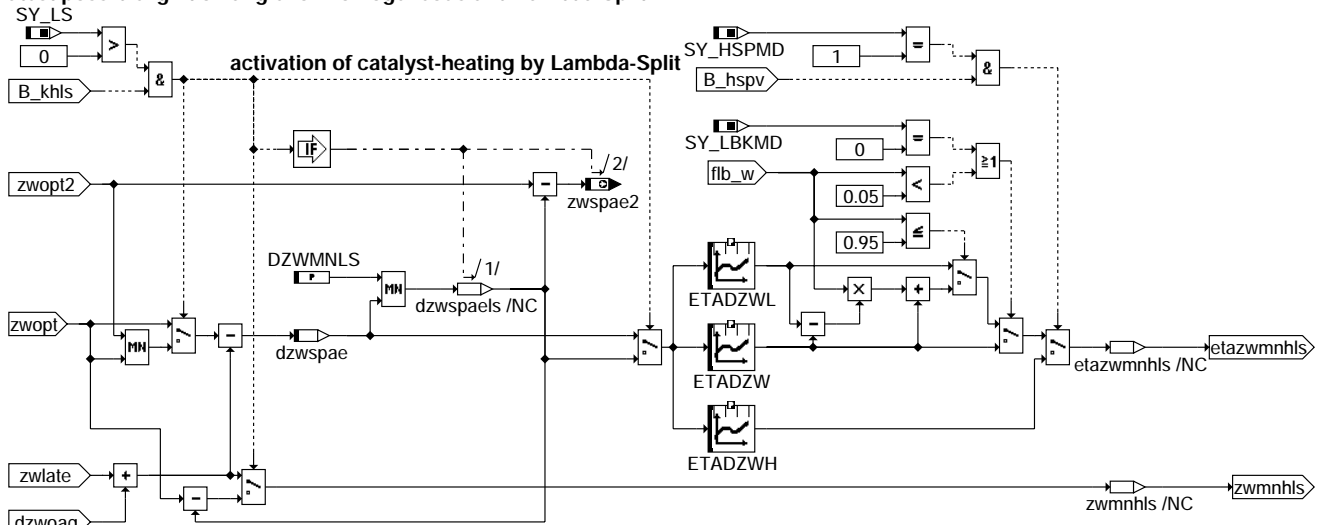 SY_LS
>
0
B_khls
&
activation of catalyst-heating by Lambda-Split
SY_HSPMD
=
1
B_hspv
&
SY_LBKMD
=
0
≥1
flb_w
<
0.05
≤
0.95
IF
/2/
zwopt2
-
zwspae2
DZWMNLS
P
MN
/1/
dzwspaels /NC
ETADZWL
×
+
-
zwopt
MN
-
dzwspae
ETADZW
etazwmnhls /NC
etazwmnhls
ETADZWH
zwlate
+
-
zwmnhls /NC
zwmnhls
dzwoag